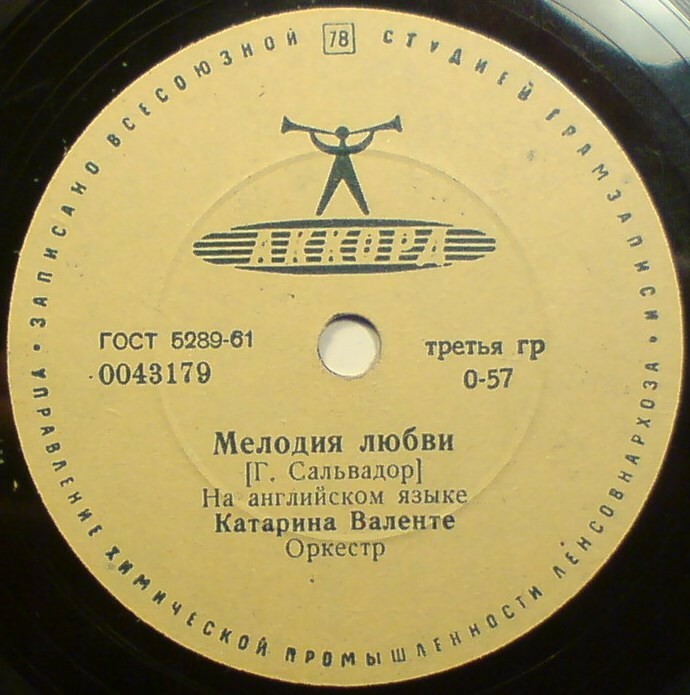 • ЗАПИСАНО ВСЕСОЮЗНОЙ 78 СТУДИЕЙ ГРАМЗАПИСИ •
АККОРД
ГОСТ 5289-61
0043179
третья гр
0-57
Мелодия любви
[Г. Сальвадор]
На английском языке
Катарина Валенте
Оркестр
УПРАВЛЕНИЕ ХИМИЧЕСКОЙ ПРОМЫШЛЕННОСТИ ЛЕНСОВНАРХОЗА